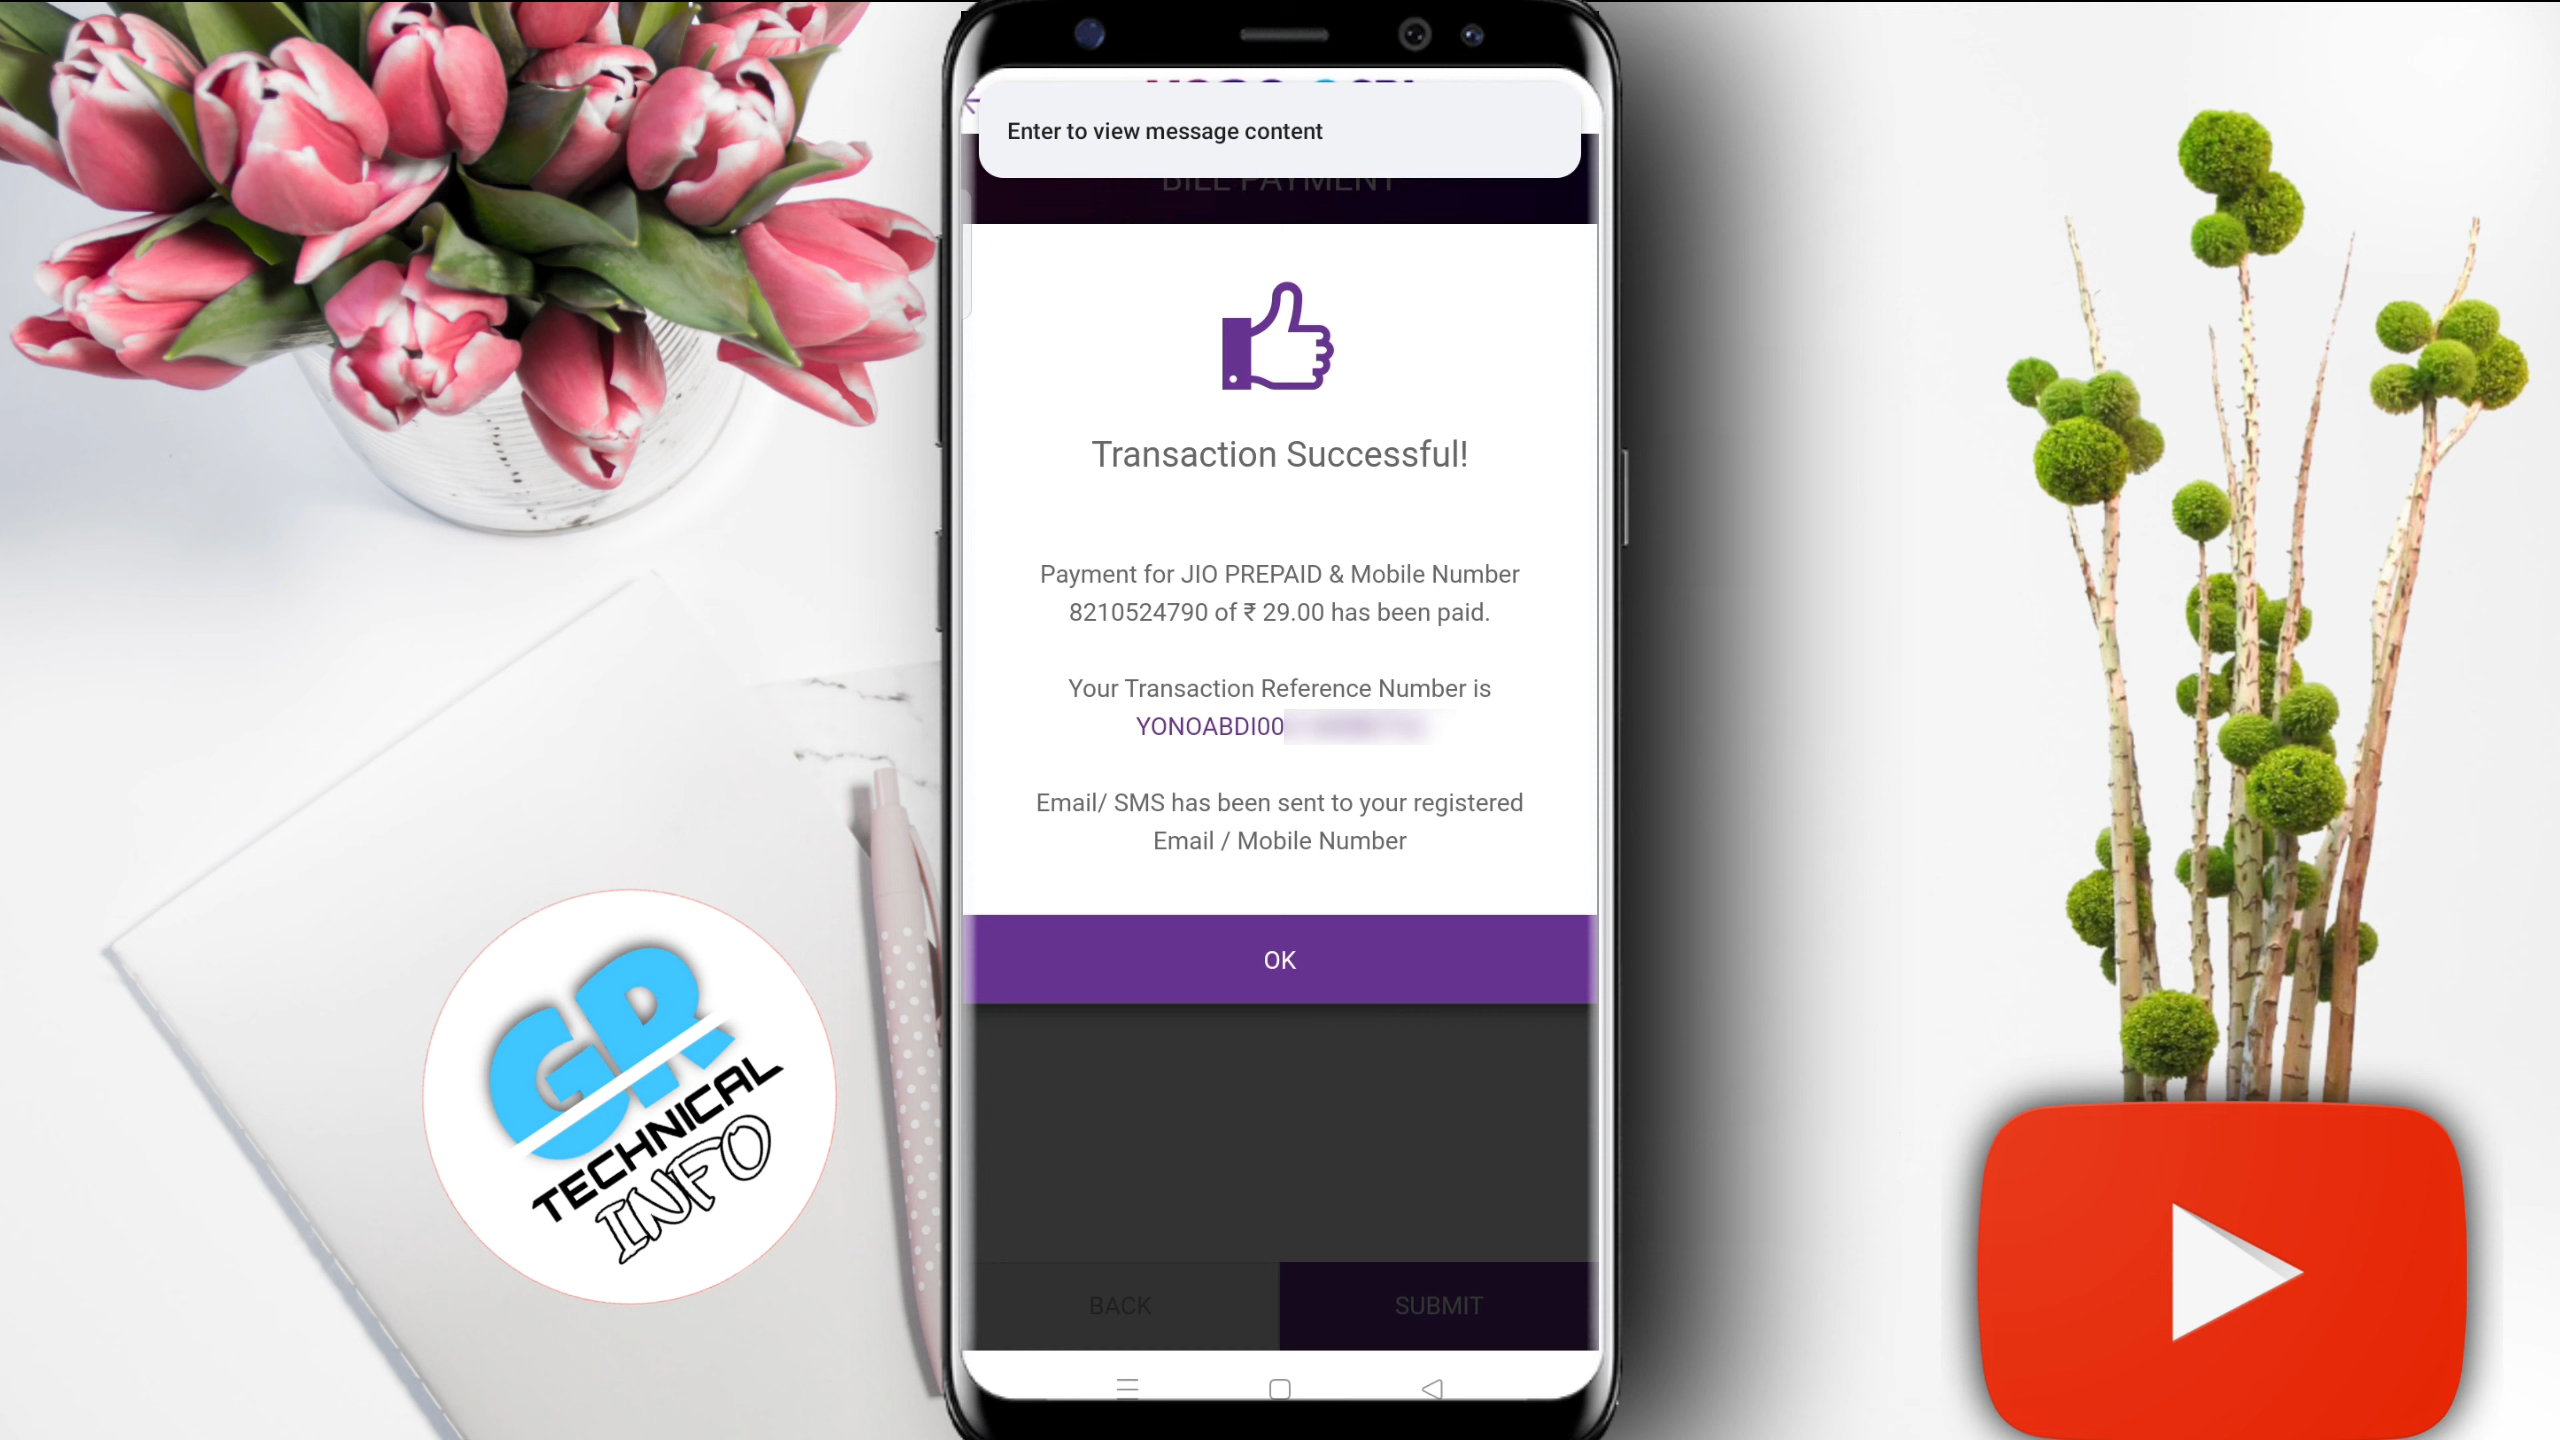 Enter to view message content
BILL PAYMENT
Transaction Successful!
Payment for JIO PREPAID & Mobile Number
8210524790 of ₹ 29.00 has been paid.
Your Transaction Reference Number is
YONOABDI00
Email/ SMS has been sent to your registered
Email / Mobile Number
OK
BACK
SUBMIT
GR
TECHNICAL
INFO